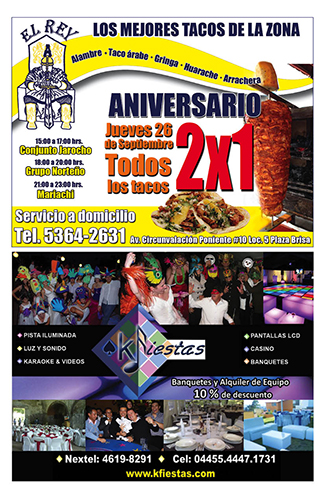 EL REY
LOS MEJORES TACOS DE LA ZONA
Alambre - Taco árabe - Gringa - Huarache - Arrachera
ANIVERSARIO
Jueves 26
de Septiembre
Todos
los tacos
2x1
15:00 a 17:00 hrs.
Conjunto Jarocho
18:00 a 20:00 hrs.
Grupo Norteño
21:00 a 23:00 hrs.
Mariachi
Servicio a domicilio
Tel. 5364-2631
Av. Circunvalación Poniente #10 Loc. 5 Plaza Brisa
PISTA ILUMINADA
LUZ Y SONIDO
KARAOKE & VIDEOS
kJfiestas
PANTALLAS LCD
CASINO
BANQUETES
Banquetes y Alquiler de Equipo
10 % de descuento
Nextel: 4619-8291 Cel: 04455.4447.1731
www.kfiestas.com